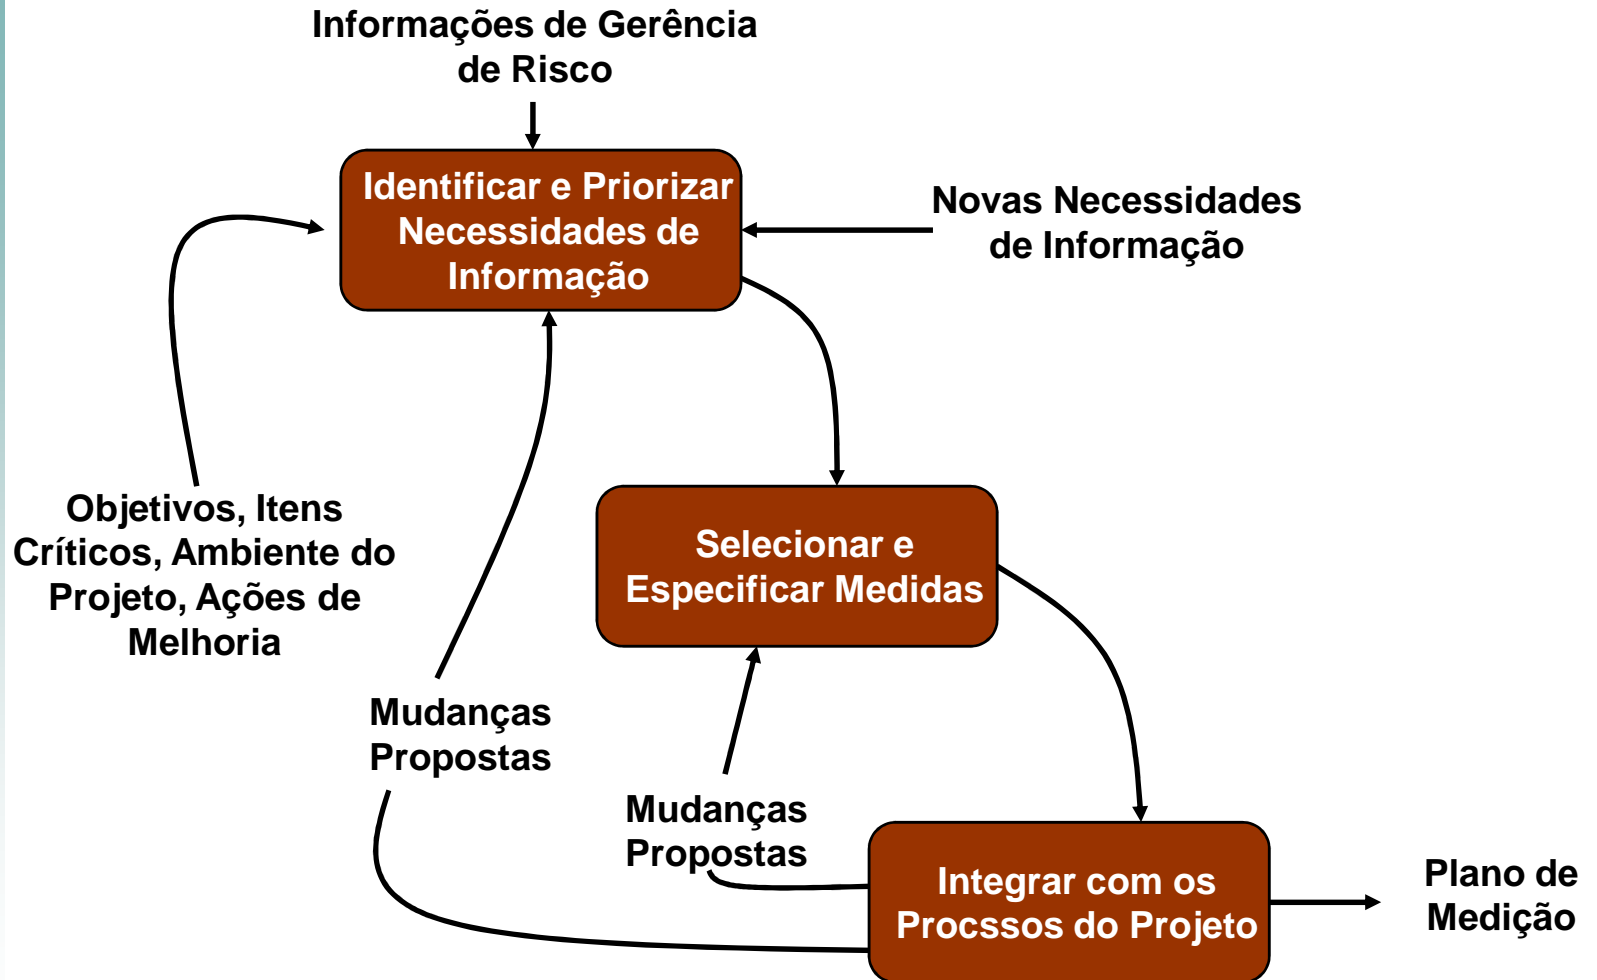 Informações de Gerência
de Risco
Identificar e Priorizar
Necessidades de
Informação
Novas Necessidades
de Informação
Objetivos, Itens
Críticos, Ambiente do
Projeto, Ações de
Melhoria
Selecionar e
Especificar Medidas
Mudanças
Propostas
Mudanças
Propostas
Integrar com os
Procssos do Projeto
Plano de
Medição